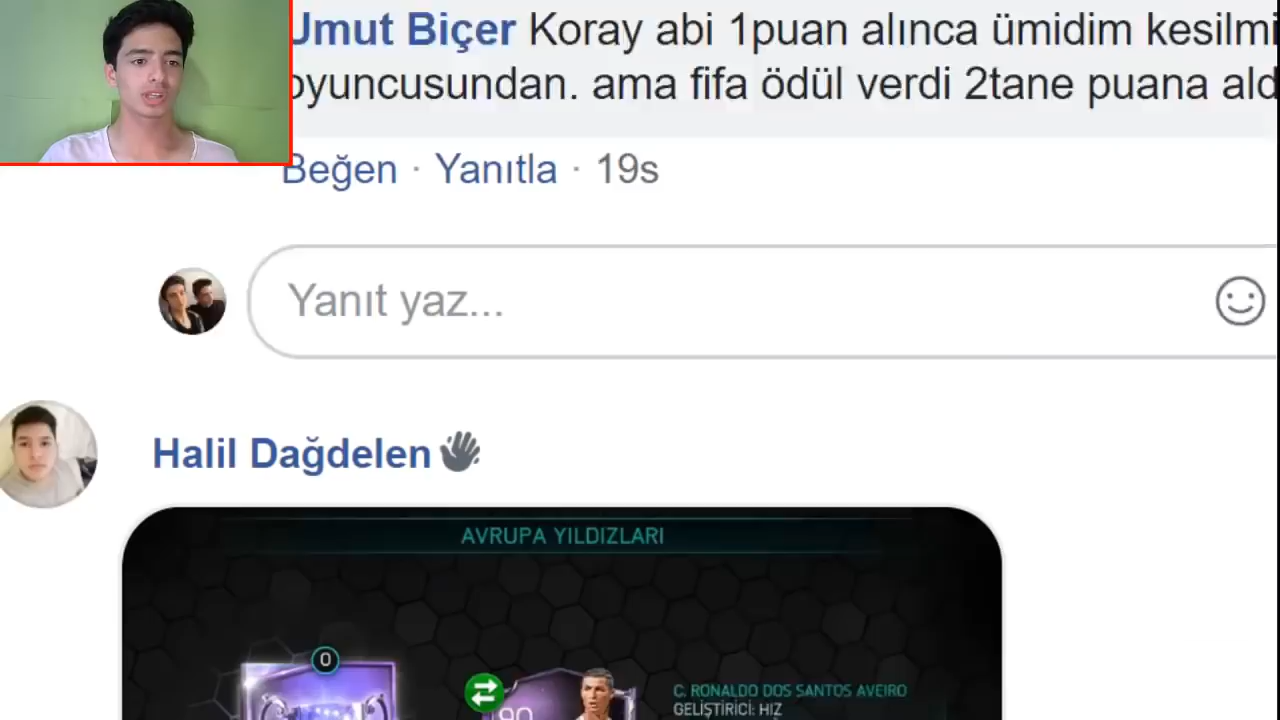 Umut Biçer Koray abi 1puan alınca ümidim kesilmi
oyuncusundan. ama fifa ödül verdi 2tane puana ald
Beğen · Yanıtla · 19s
Yanıt yaz...
Halil Dağdelen
AVRUPA YILDIZLARI
0
90
C. RONALDO DOS SANTOS AVEIRO
GELİŞTİRİCİ: HIZ